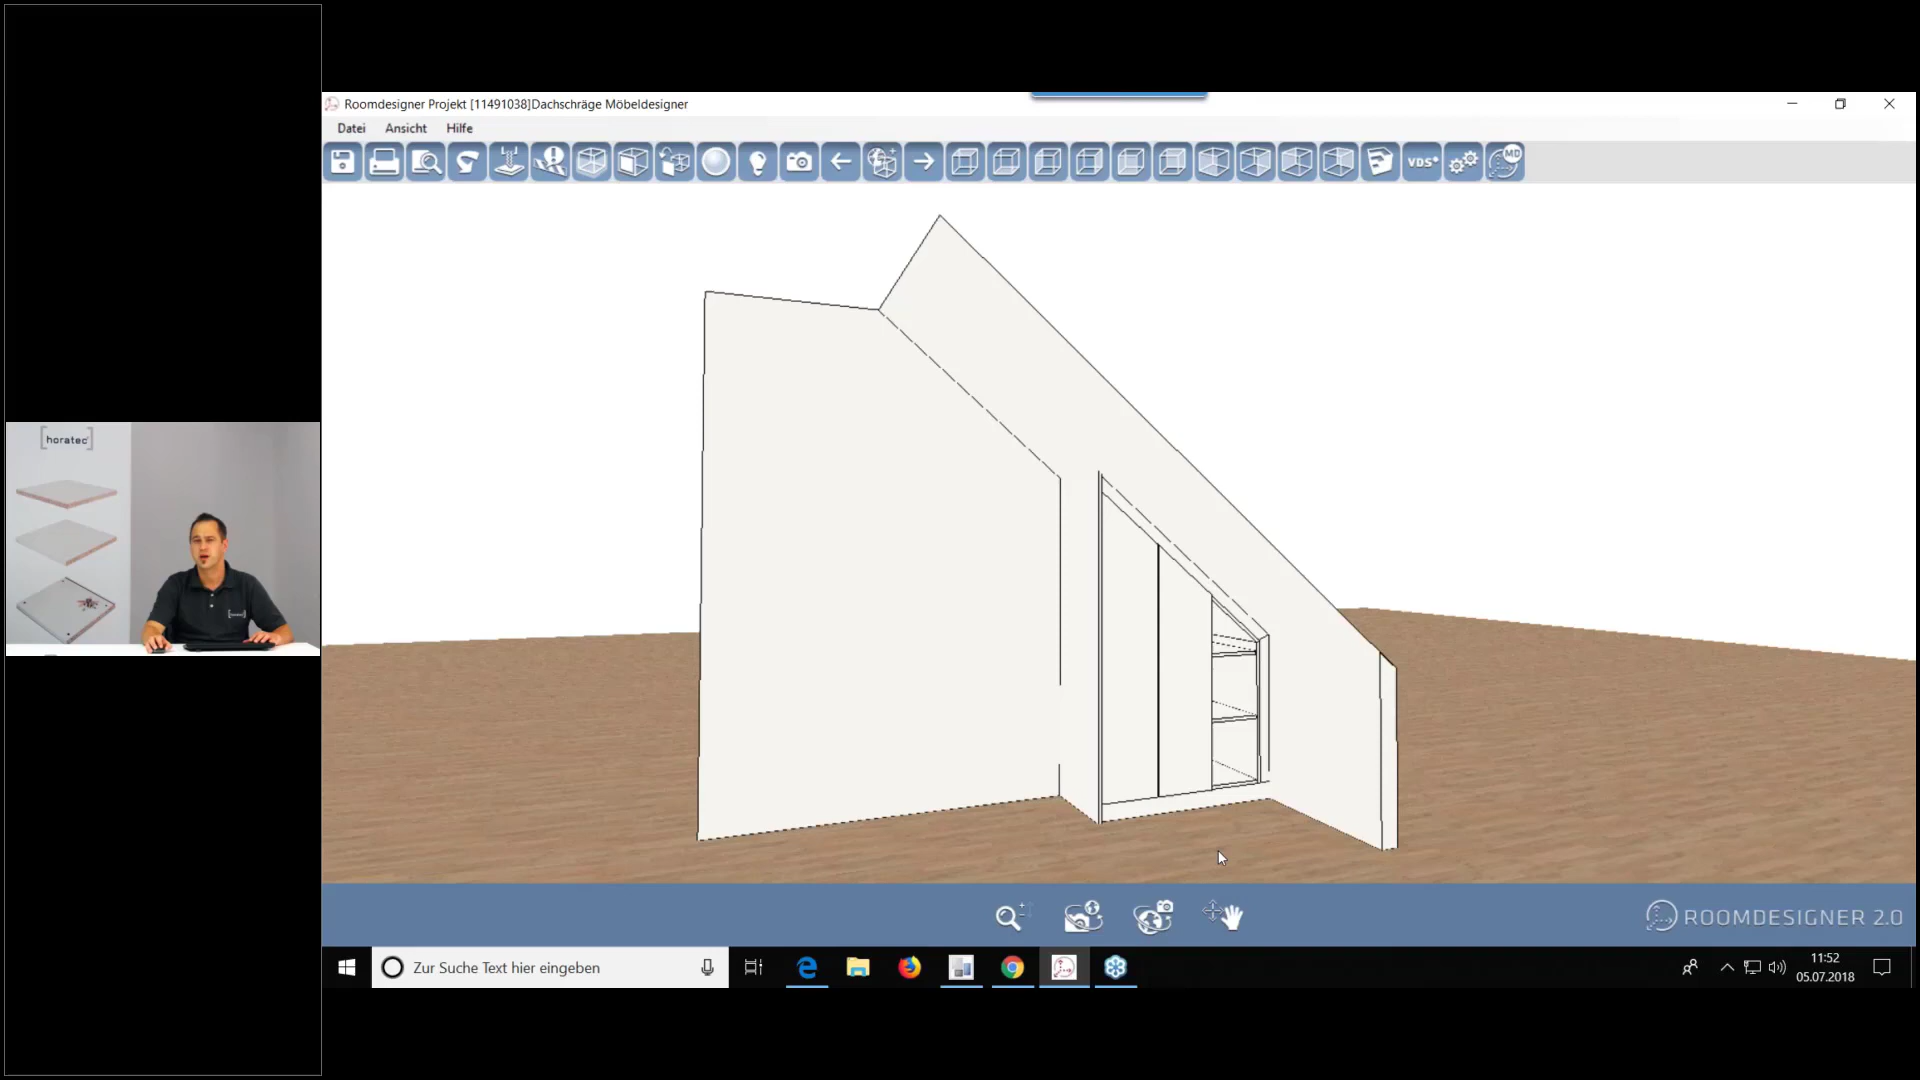 Roomdesigner Projekt [11491038]Dachschräge Möbeldesigner
Datei Ansicht Hilfe
VDS+
MD
[horatec]
ROOMDESIGNER 2.0
Zur Suche Text hier eingeben
11:52
05.07.2018